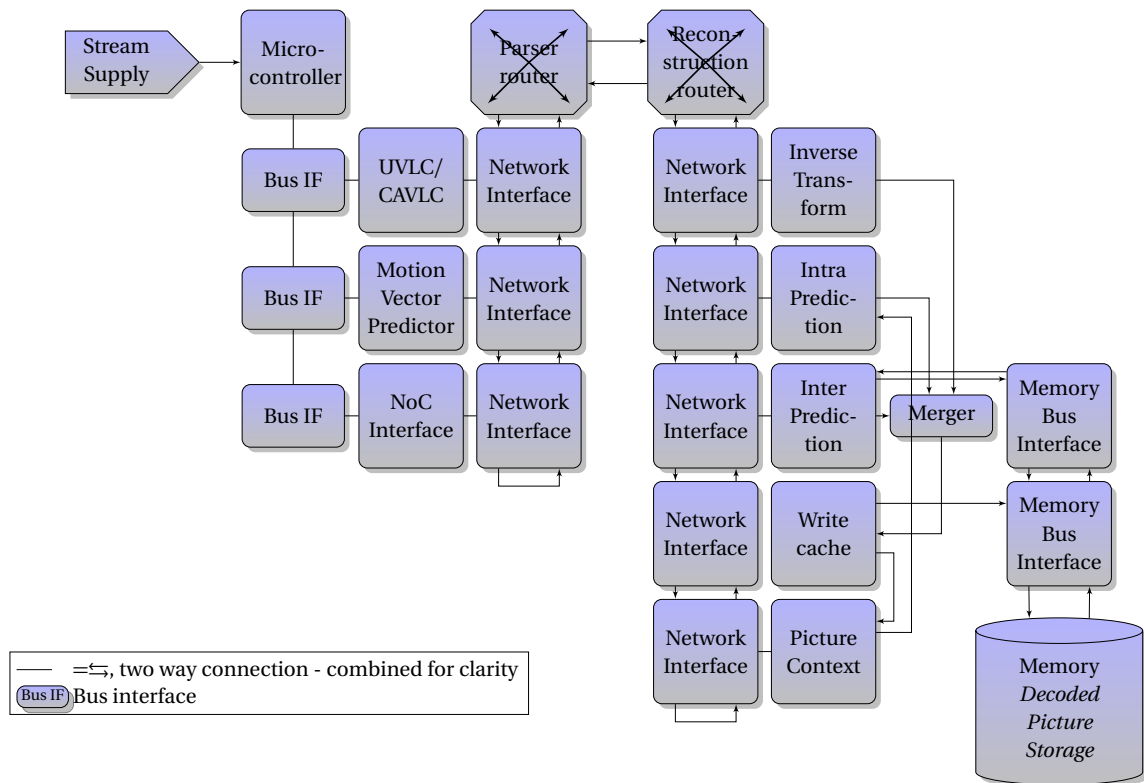 Stream
Supply
Micro-
controller
Parser
router
Recon-
struction
router
Bus IF
UVLC/
CAVLC
Network
Interface
Network
Interface
Inverse
Trans-
form
Bus IF
Motion
Vector
Predictor
Network
Interface
Network
Interface
Intra
Predic-
tion
Bus IF
NoC
Interface
Network
Interface
Network
Interface
Inter
Predic-
tion
Merger
Memory
Bus
Interface
Network
Interface
Write
cache
Memory
Bus
Interface
Network
Interface
Picture
Context
Memory
Decoded
Picture
Storage
=⇆, two way connection - combined for clarity
Bus IF Bus interface